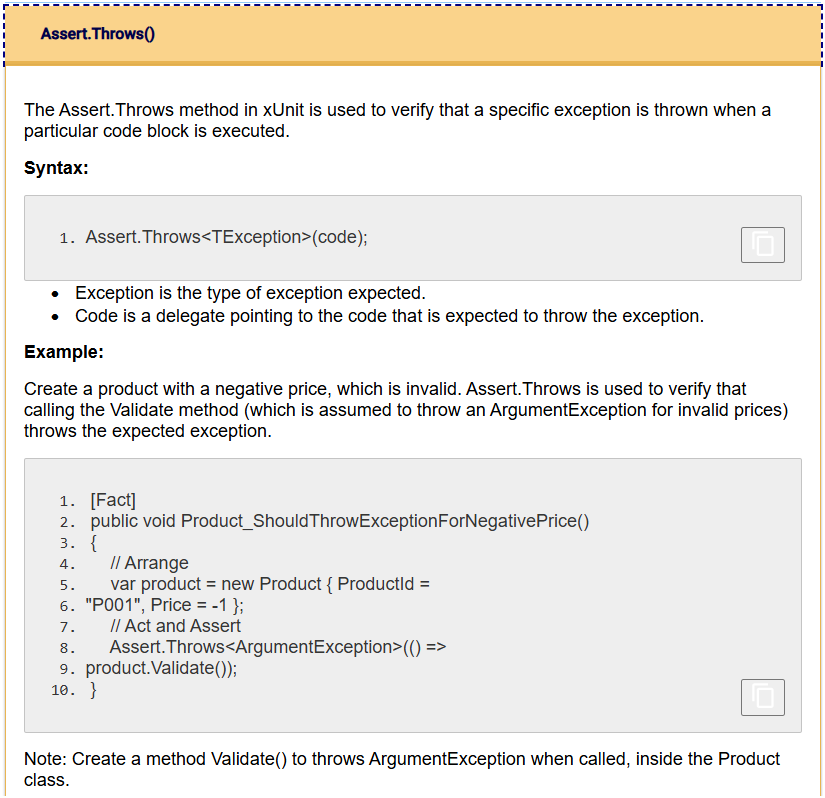 Assert.Throws()
The Assert.Throws method in xUnit is used to verify that a specific exception is thrown when a
particular code block is executed.
Syntax:
1. Assert.Throws<TException>(code);
• Exception is the type of exception expected.
• Code is a delegate pointing to the code that is expected to throw the exception.
Example:
Create a product with a negative price, which is invalid. Assert.Throws is used to verify that
calling the Validate method (which is assumed to throw an ArgumentException for invalid prices)
throws the expected exception.
1. [Fact]
2. public void Product_ShouldThrowExceptionForNegativePrice()
3. {
4. // Arrange
5. var product = new Product { ProductId =
6. "P001", Price = -1 };
7. // Act and Assert
8. Assert.Throws<ArgumentException>(() =>
9. product.Validate());
10. }
Note: Create a method Validate() to throws ArgumentException when called, inside the Product
class.